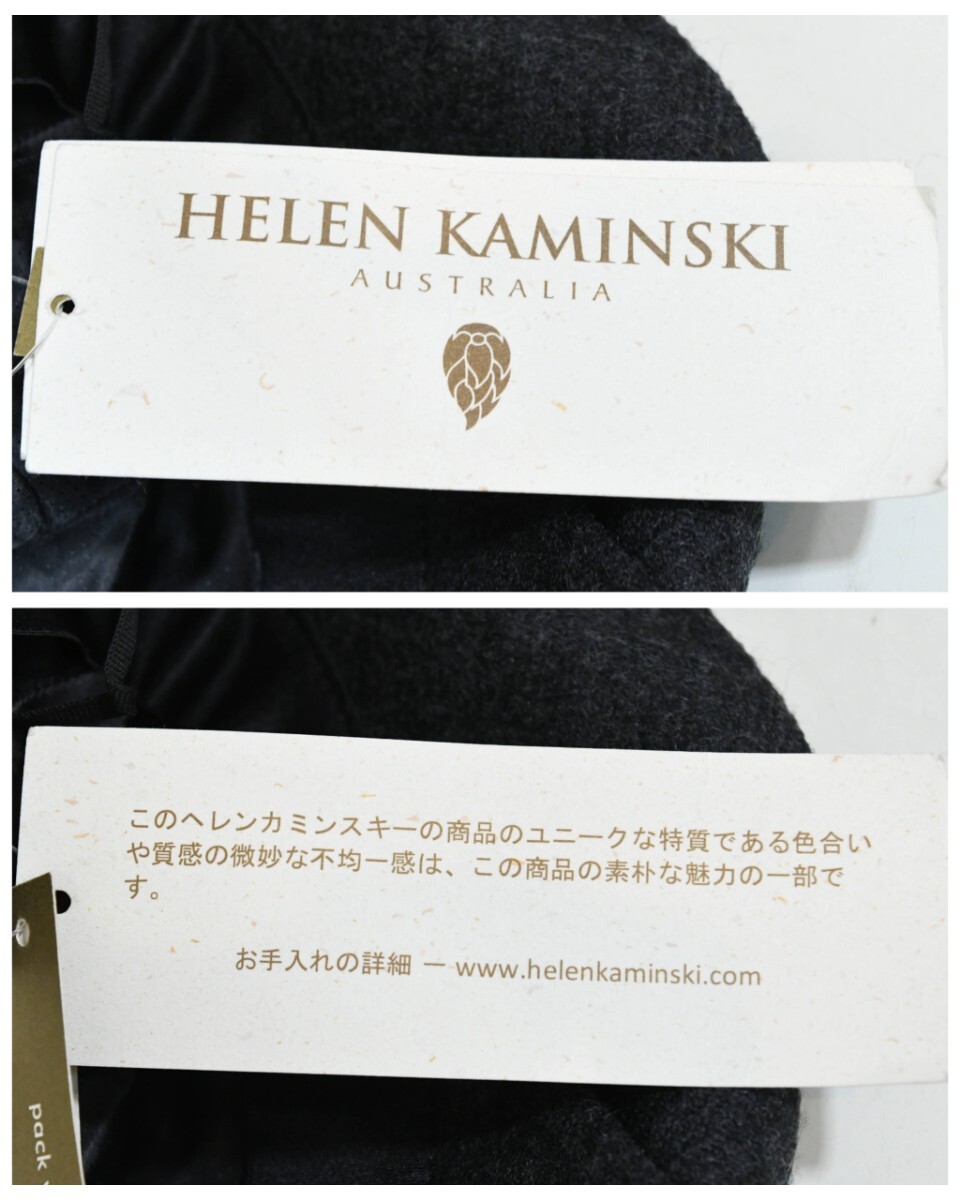 HELEN KAMINSKI
AUSTRALIA
このヘレンカミンスキーの商品のユニークな特質である色合い
や質感の微妙な不均一感は、この商品の素朴な魅力の一部で
す。
お手入れの詳細 － www.helenkaminski.com
pack